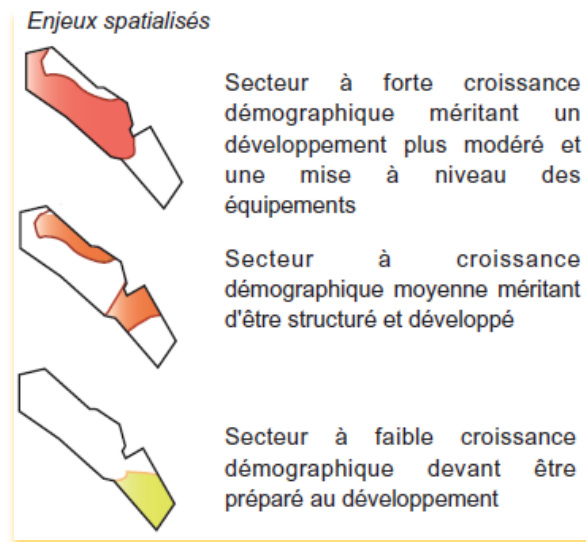 Enjeux spatialisés
Secteur à forte croissance
démographique méritant un
développement plus modéré et
une mise à niveau des
équipements
Secteur à croissance
démographique moyenne méritant
d'être structuré et développé
Secteur à faible croissance
démographique devant être
préparé au développement